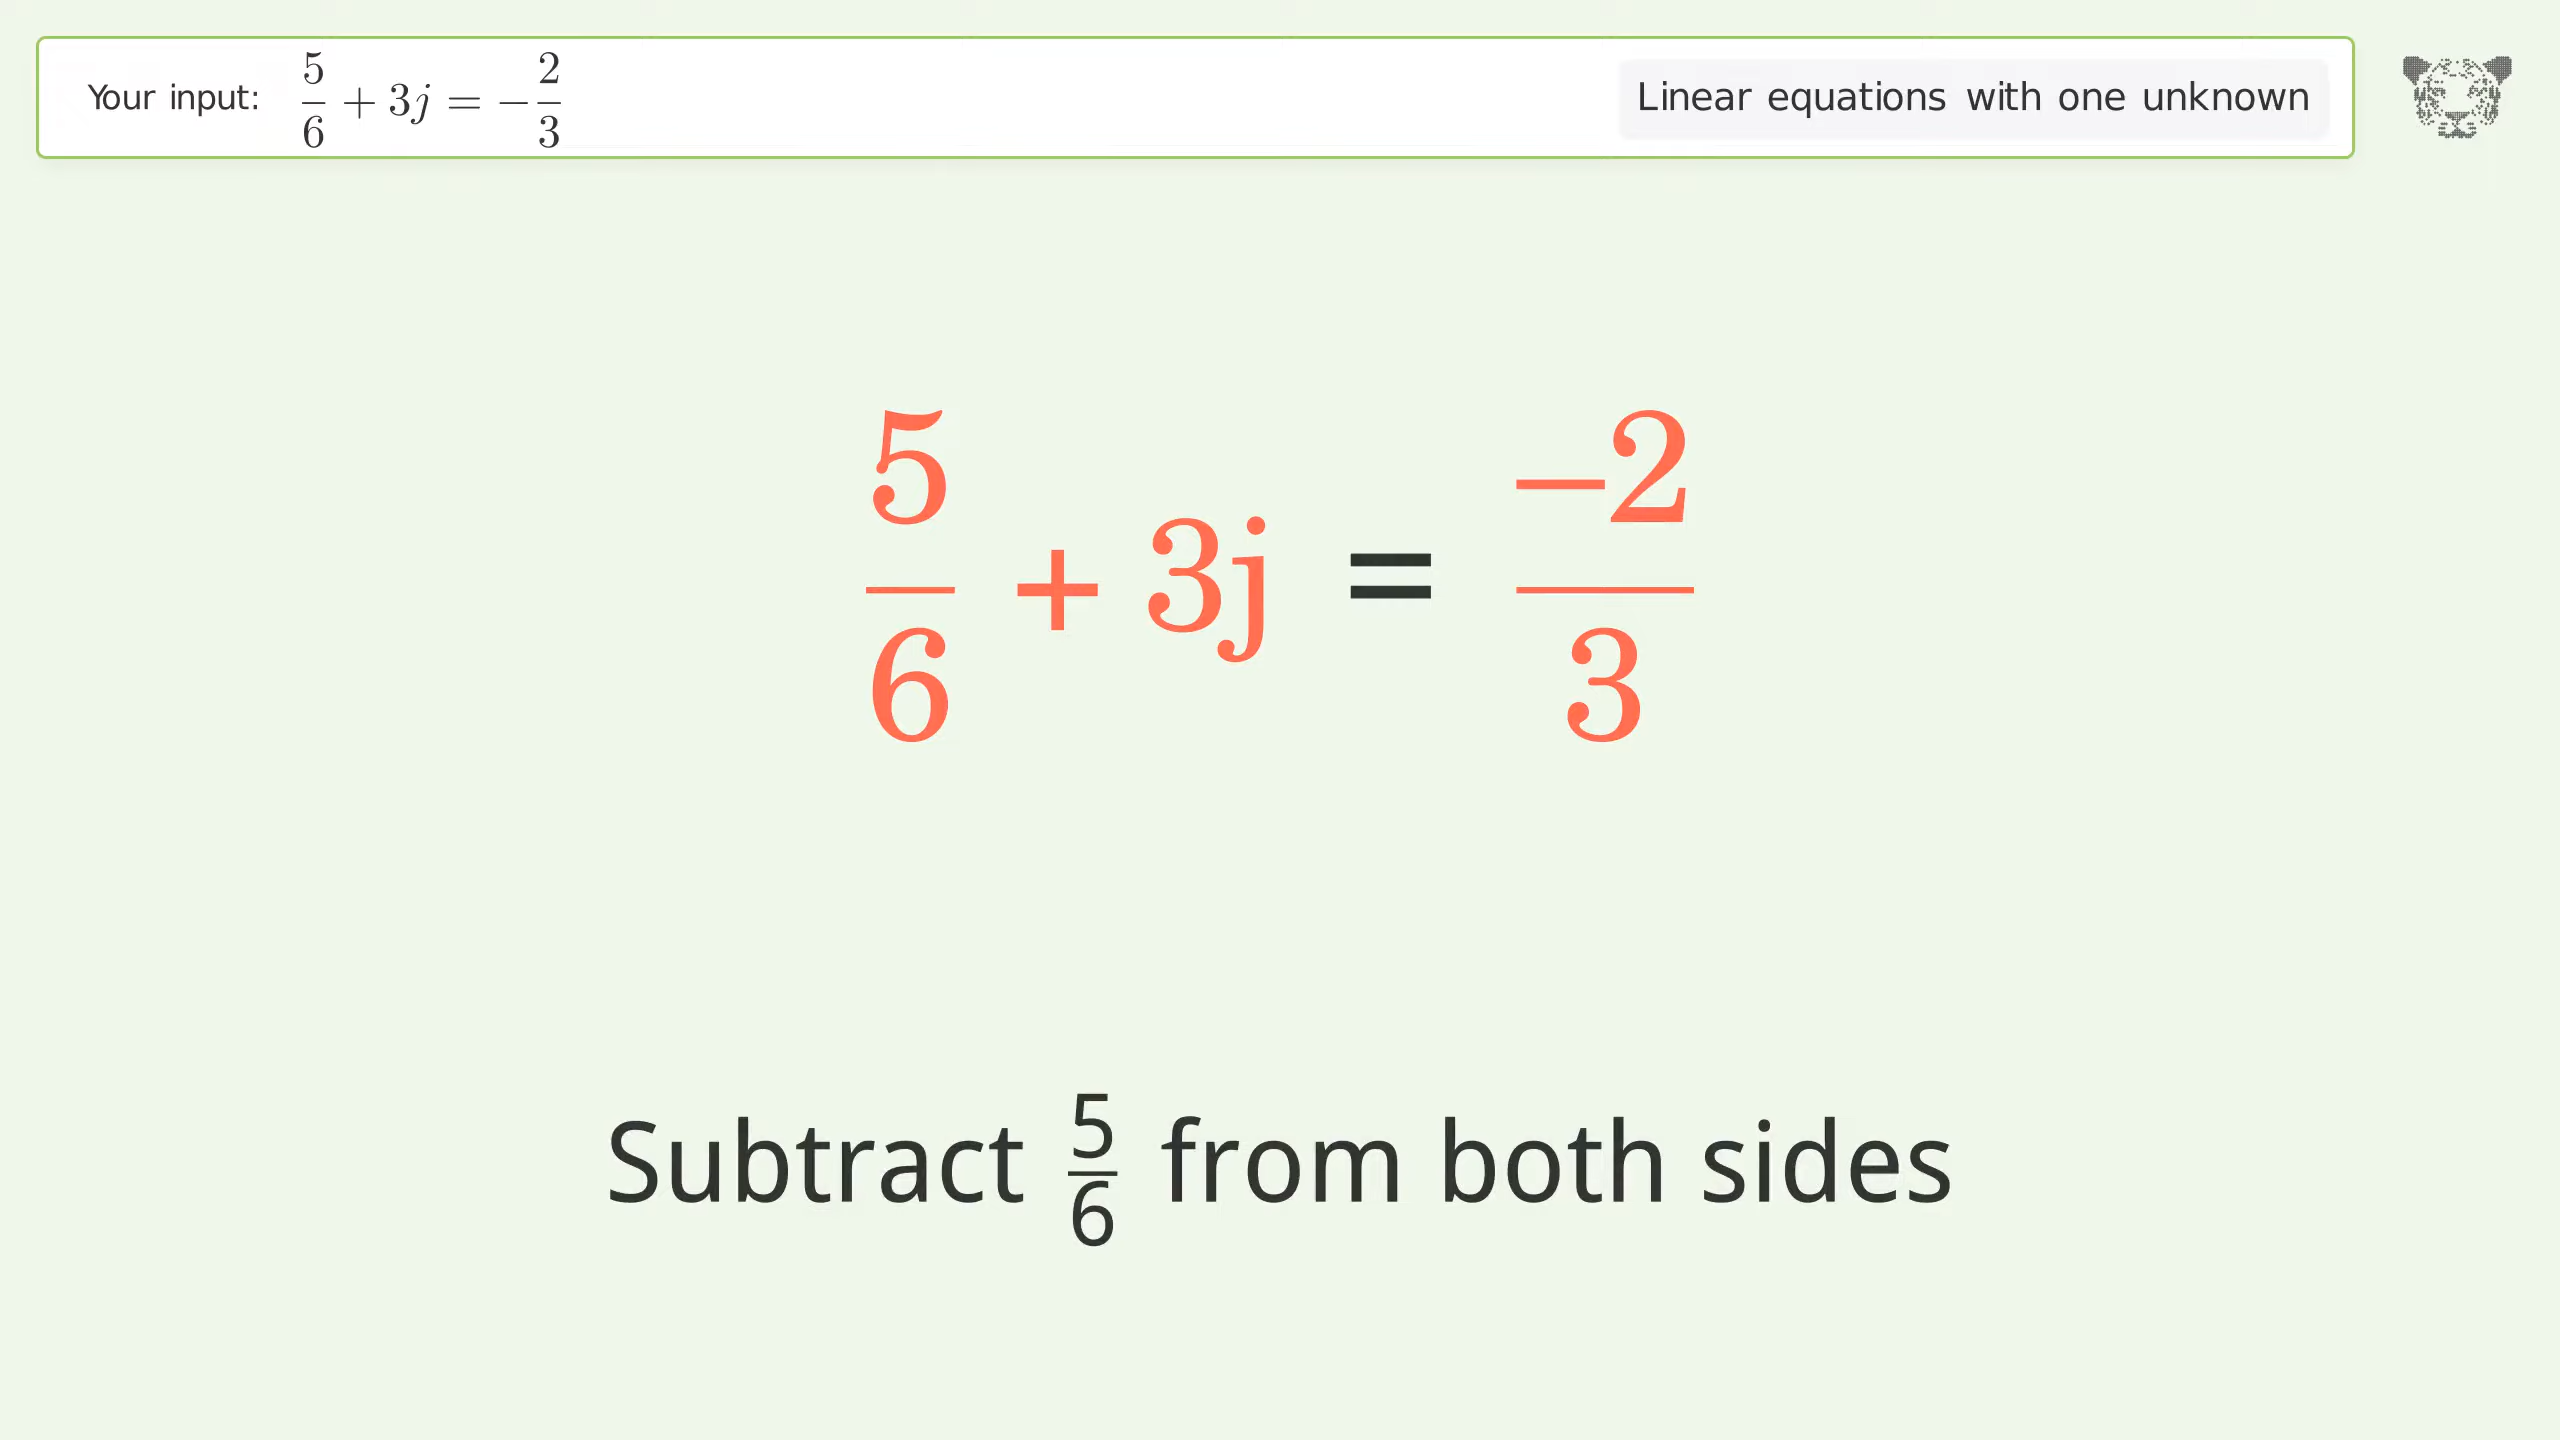 Your input: 5/6 + 3j = −2/3
Linear equations with one unknown
5/6 + 3j = −2/3
Subtract 5/6 from both sides